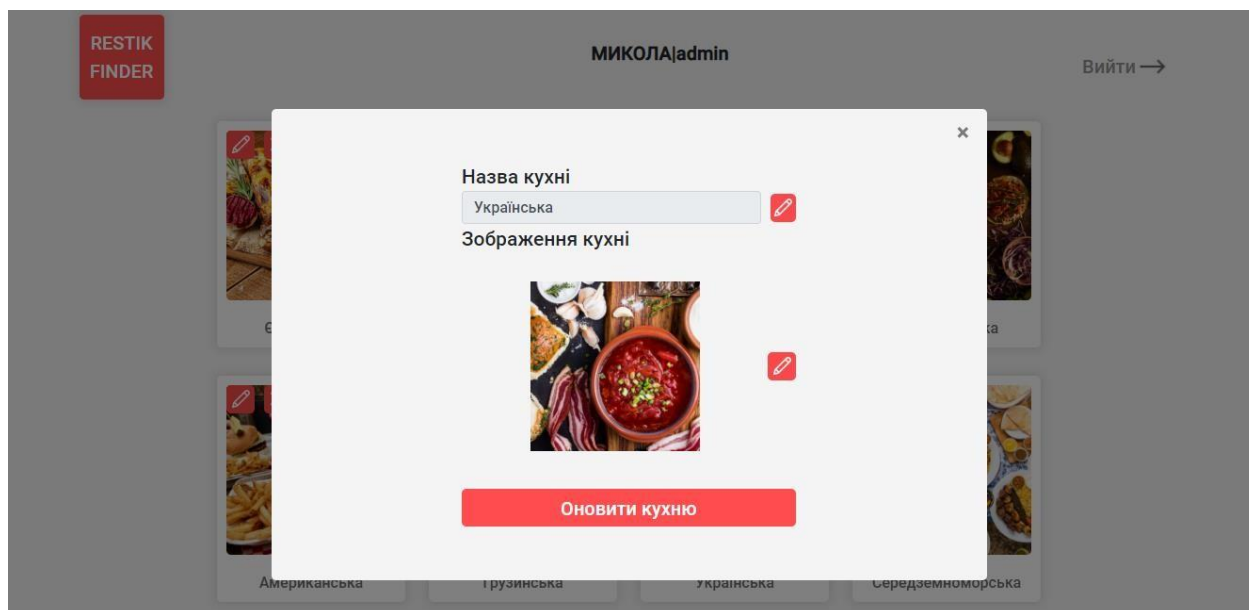 RESTIK
FINDER
МИКОЛА|admin
Вийти
×
Назва кухні
Українська
Зображення кухні
Оновити кухню
Американська
Грузинська
Українська
Середземноморська